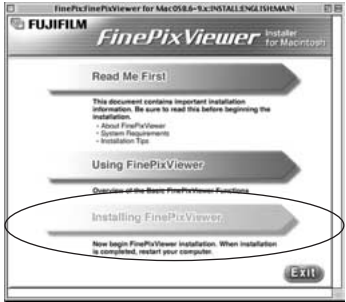 FinePix:FinePixViewer for MacOS8.6-9.x:INSTALL:ENGLISH:MAIN
FUJIFILM
FinePixViewer Installer for Macintosh
Read Me First
This document contains important installation
information. Be sure to read this before beginning the
installation.
- About FinePixViewer
- System Requirements
- Installation Tips
Using FinePixViewer
Overview of the Basic FinePixViewer Functions
Installing FinePixViewer
Now begin FinePixViewer installation. When installation
is completed, restart your computer.
Exit